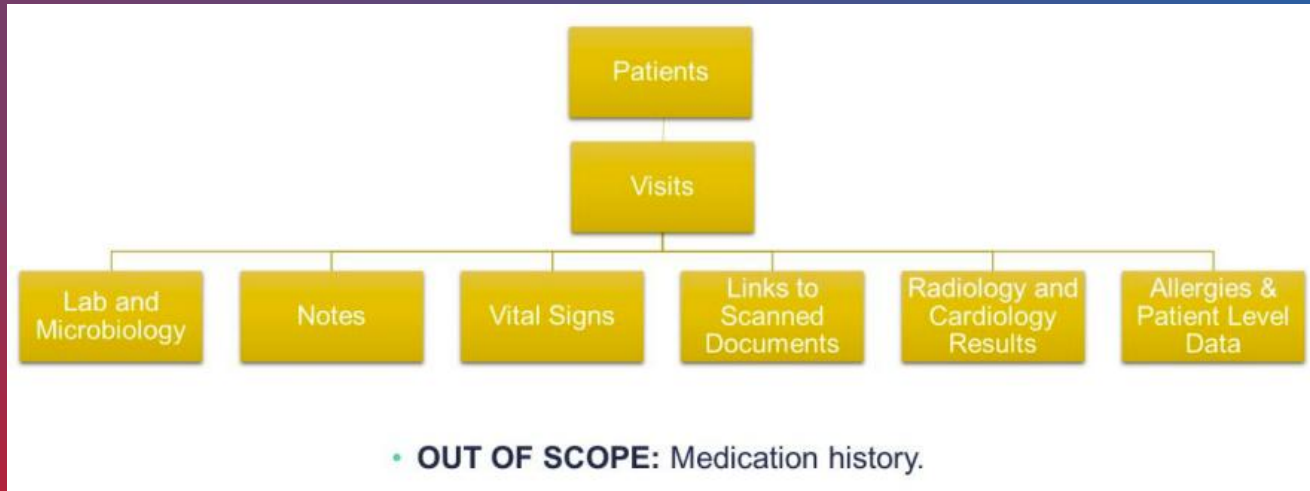 Patients
Visits
Lab and
Microbiology
Notes
Vital Signs
Links to
Scanned
Documents
Radiology and
Cardiology
Results
Allergies &
Patient Level
Data
• OUT OF SCOPE: Medication history.